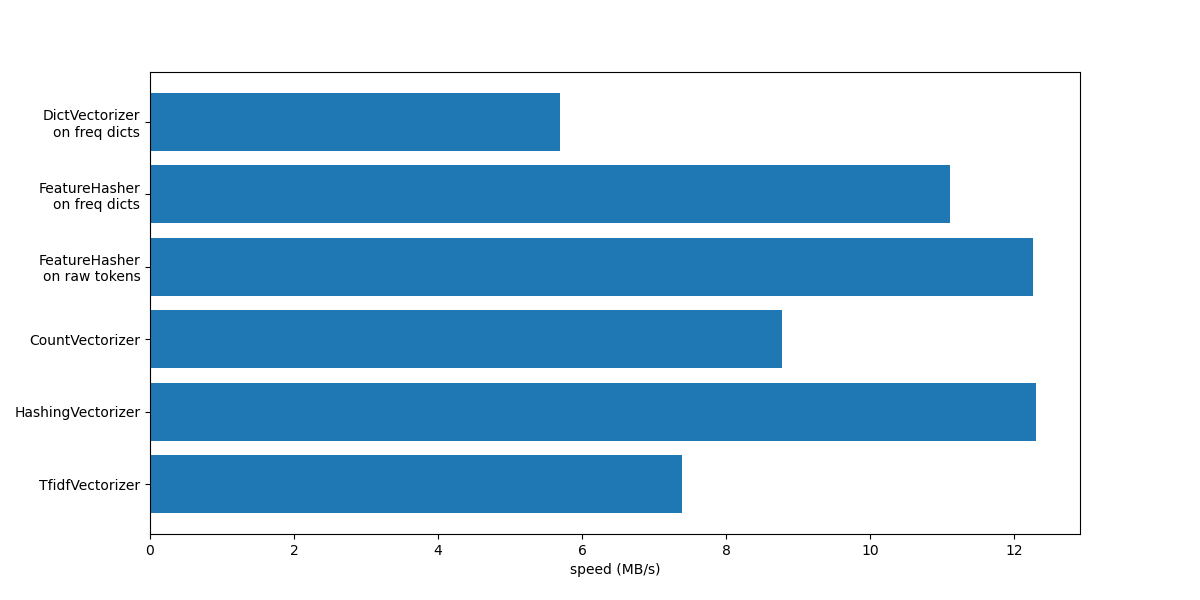 DictVectorizer
on freq dicts
FeatureHasher
on freq dicts
FeatureHasher
on raw tokens
CountVectorizer
HashingVectorizer
TfidfVectorizer
0 2 4 6 8 10 12
speed (MB/s)